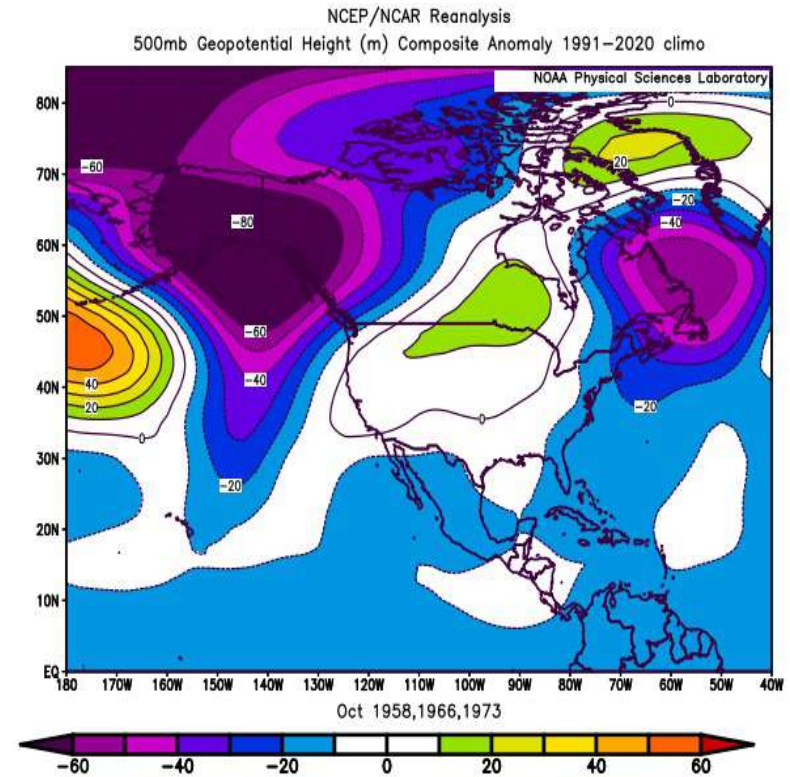 NCEP/NCAR Reanalysis
500mb Geopotential Height (m) Composite Anomaly 1991−2020 climo
NOAA Physical Sciences Laboratory
80N
0
20
−60
70N
−20
−80
−40
60N
50N
−60
40
−40
40N
20
−20
0
0
30N
−20
20N
10N
EQ
180 170W 160W 150W 140W 130W 120W 110W 100W 90W 80W 70W 60W 50W 40W
Oct 1958,1966,1973
−60 −40 −20 0 20 40 60